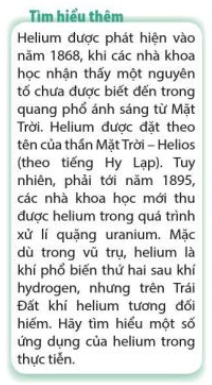 Tìm hiểu thêm
Helium được phát hiện vào
năm 1868, khi các nhà khoa
học nhận thấy một nguyên
tố chưa được biết đến trong
quang phổ ánh sáng từ Mặt
Trời. Helium được đặt theo
tên của thần Mặt Trời – Helios
(theo tiếng Hy Lạp). Tuy
nhiên, phải tới năm 1895,
các nhà khoa học mới thu
được helium trong quá trình
xử lí quặng uranium. Mặc
dù trong vũ trụ, helium là
khí phổ biến thứ hai sau khí
hydrogen, nhưng trên Trái
Đất khí helium tương đối
hiếm. Hãy tìm hiểu một số
ứng dụng của helium trong
thực tiễn.